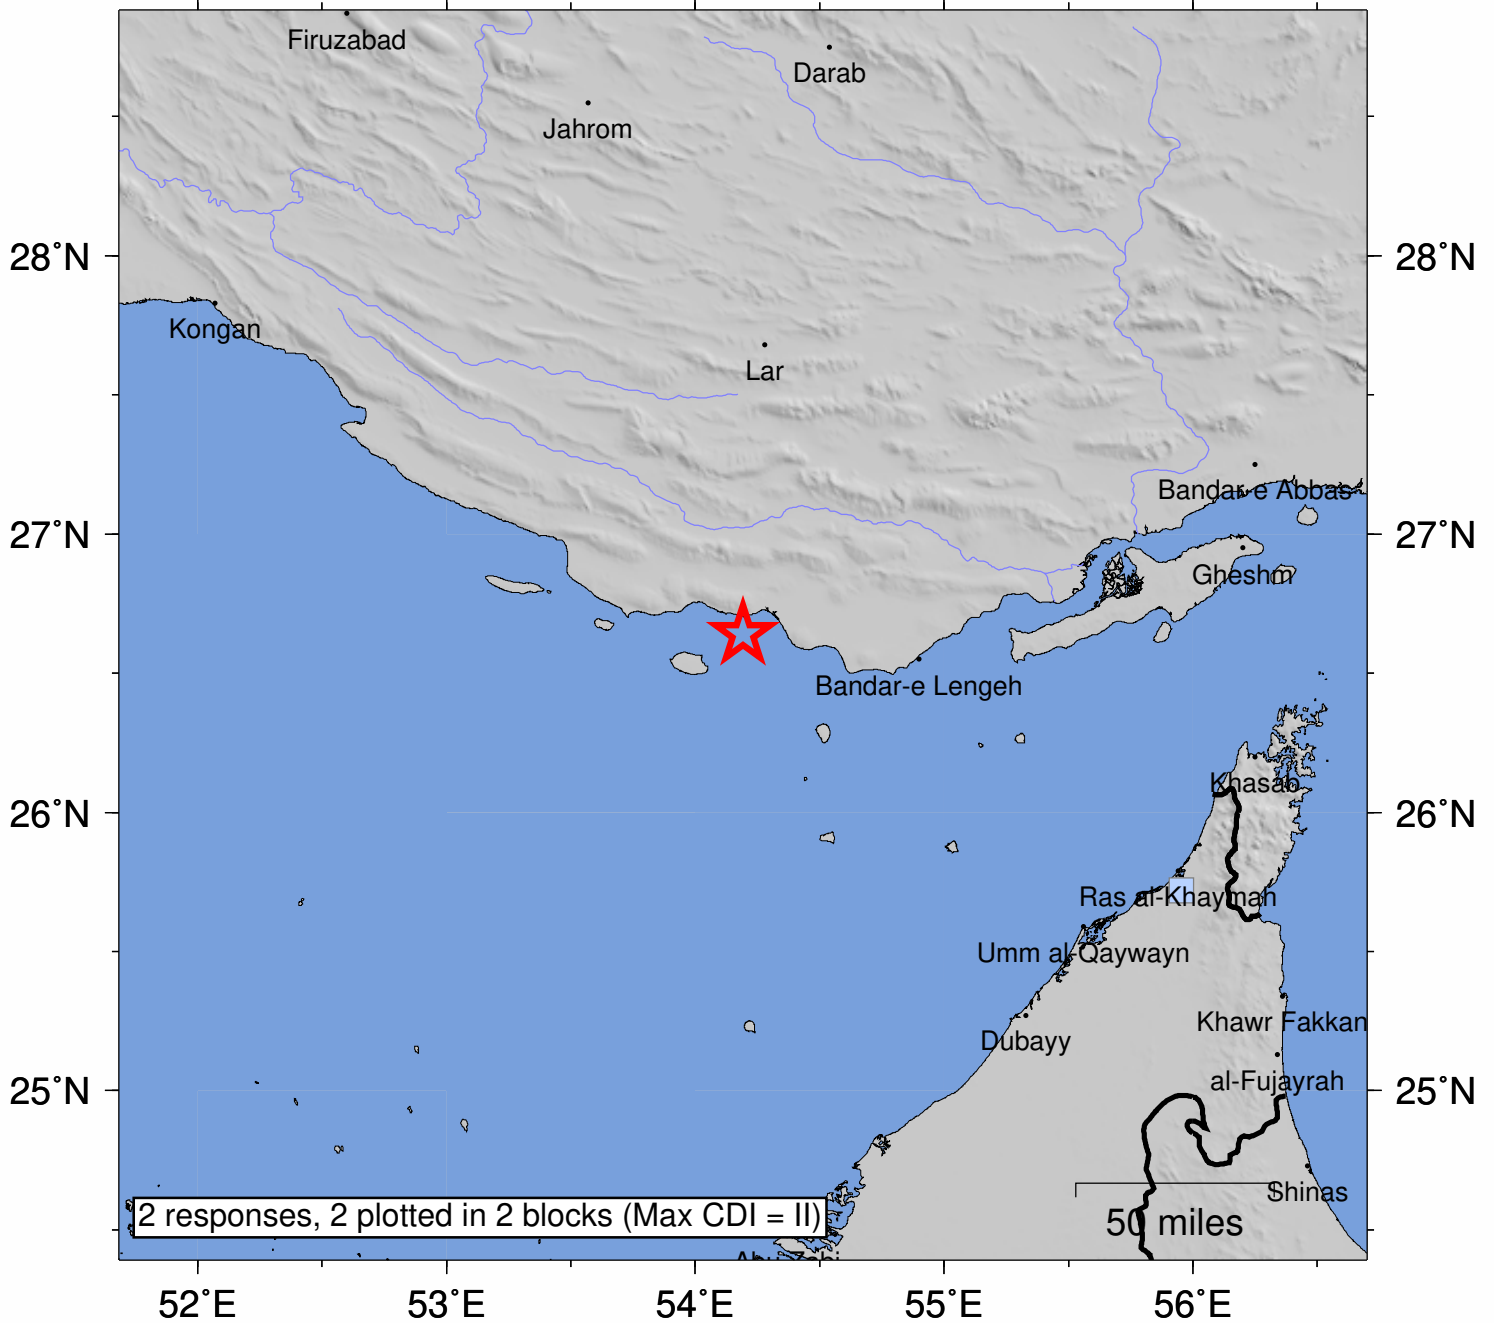 Firuzabad
Darab
Jahrom
28°N
28°N
Kongan
Lar
Bandar-e Abbas
27°N
27°N
Gheshm
Bandar-e Lengeh
Khasab
26°N
26°N
Ras al-Khaymah
Umm al-Qaywayn
Khawr Fakkan
Dubayy
al-Fujayrah
25°N
25°N
Shinas
2 responses, 2 plotted in 2 blocks (Max CDI = II)
50 miles
Abu Zabi
52°E
53°E
54°E
55°E
56°E